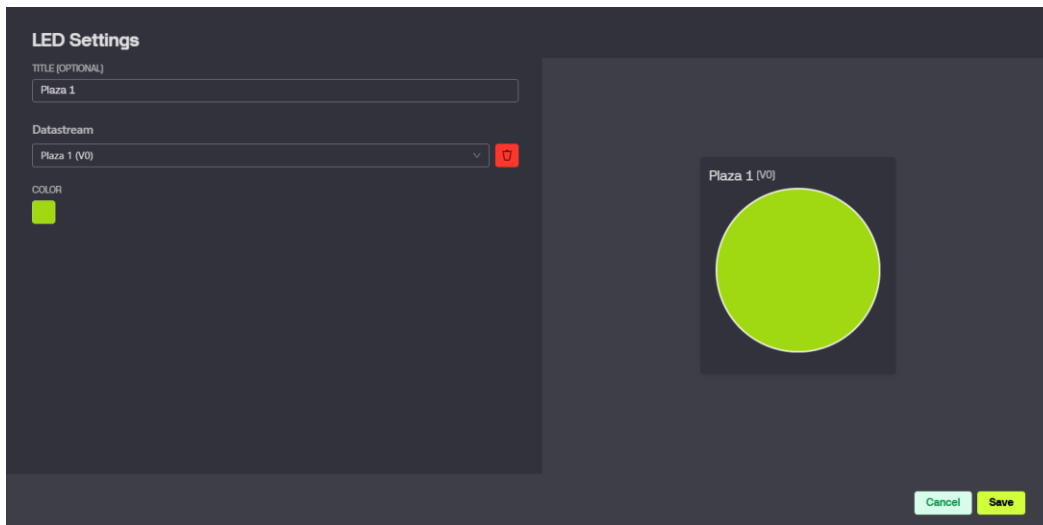 LED Settings
TITLE (OPTIONAL)
Plaza 1
Datastream
Plaza 1 (V0)
COLOR
Plaza 1 (V0)
Cancel
Save